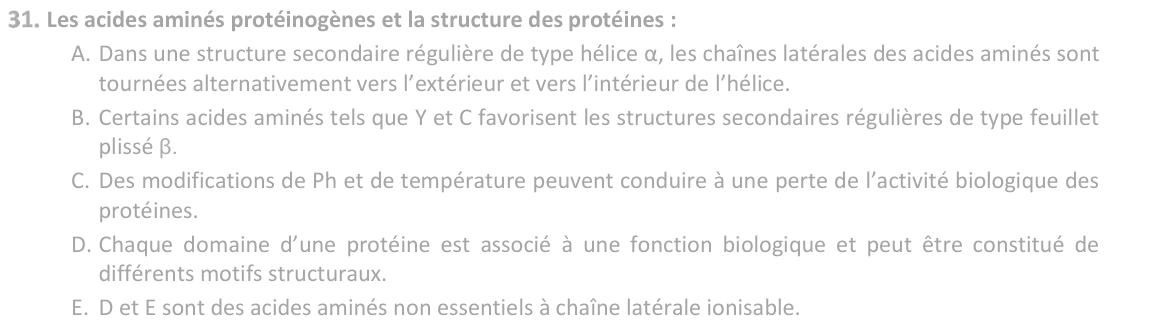 31. Les acides aminés protéinogènes et la structure des protéines :
A. Dans une structure secondaire régulière de type hélice α, les chaînes latérales des acides aminés sont
tournées alternativement vers l’extérieur et vers l’intérieur de l’hélice.
B. Certains acides aminés tels que Y et C favorisent les structures secondaires régulières de type feuillet
plissé β.
C. Des modifications de Ph et de température peuvent conduire à une perte de l’activité biologique des
protéines.
D. Chaque domaine d’une protéine est associé à une fonction biologique et peut être constitué de
différents motifs structuraux.
E. D et E sont des acides aminés non essentiels à chaîne latérale ionisable.